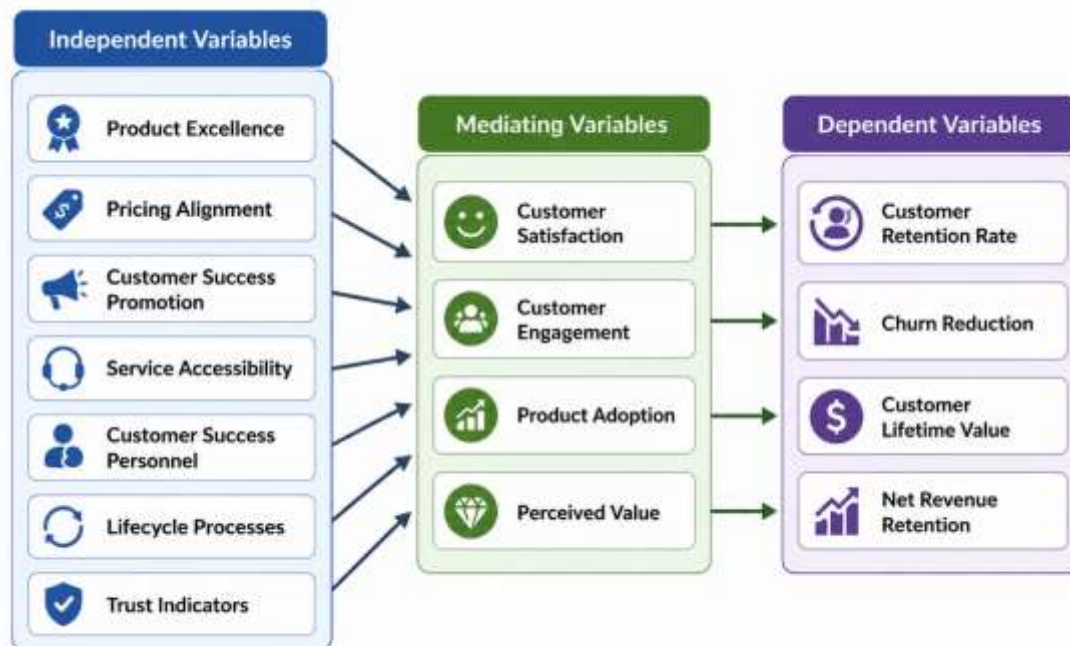 Independent Variables
Product Excellence
Pricing Alignment
Customer Success
Promotion
Service Accessibility
Customer Success
Personnel
Lifecycle Processes
Trust Indicators
Mediating Variables
Customer
Satisfaction
Customer
Engagement
Product Adoption
Perceived Value
Dependent Variables
Customer
Retention Rate
Churn Reduction
$
Customer
Lifetime Value
Net Revenue
Retention